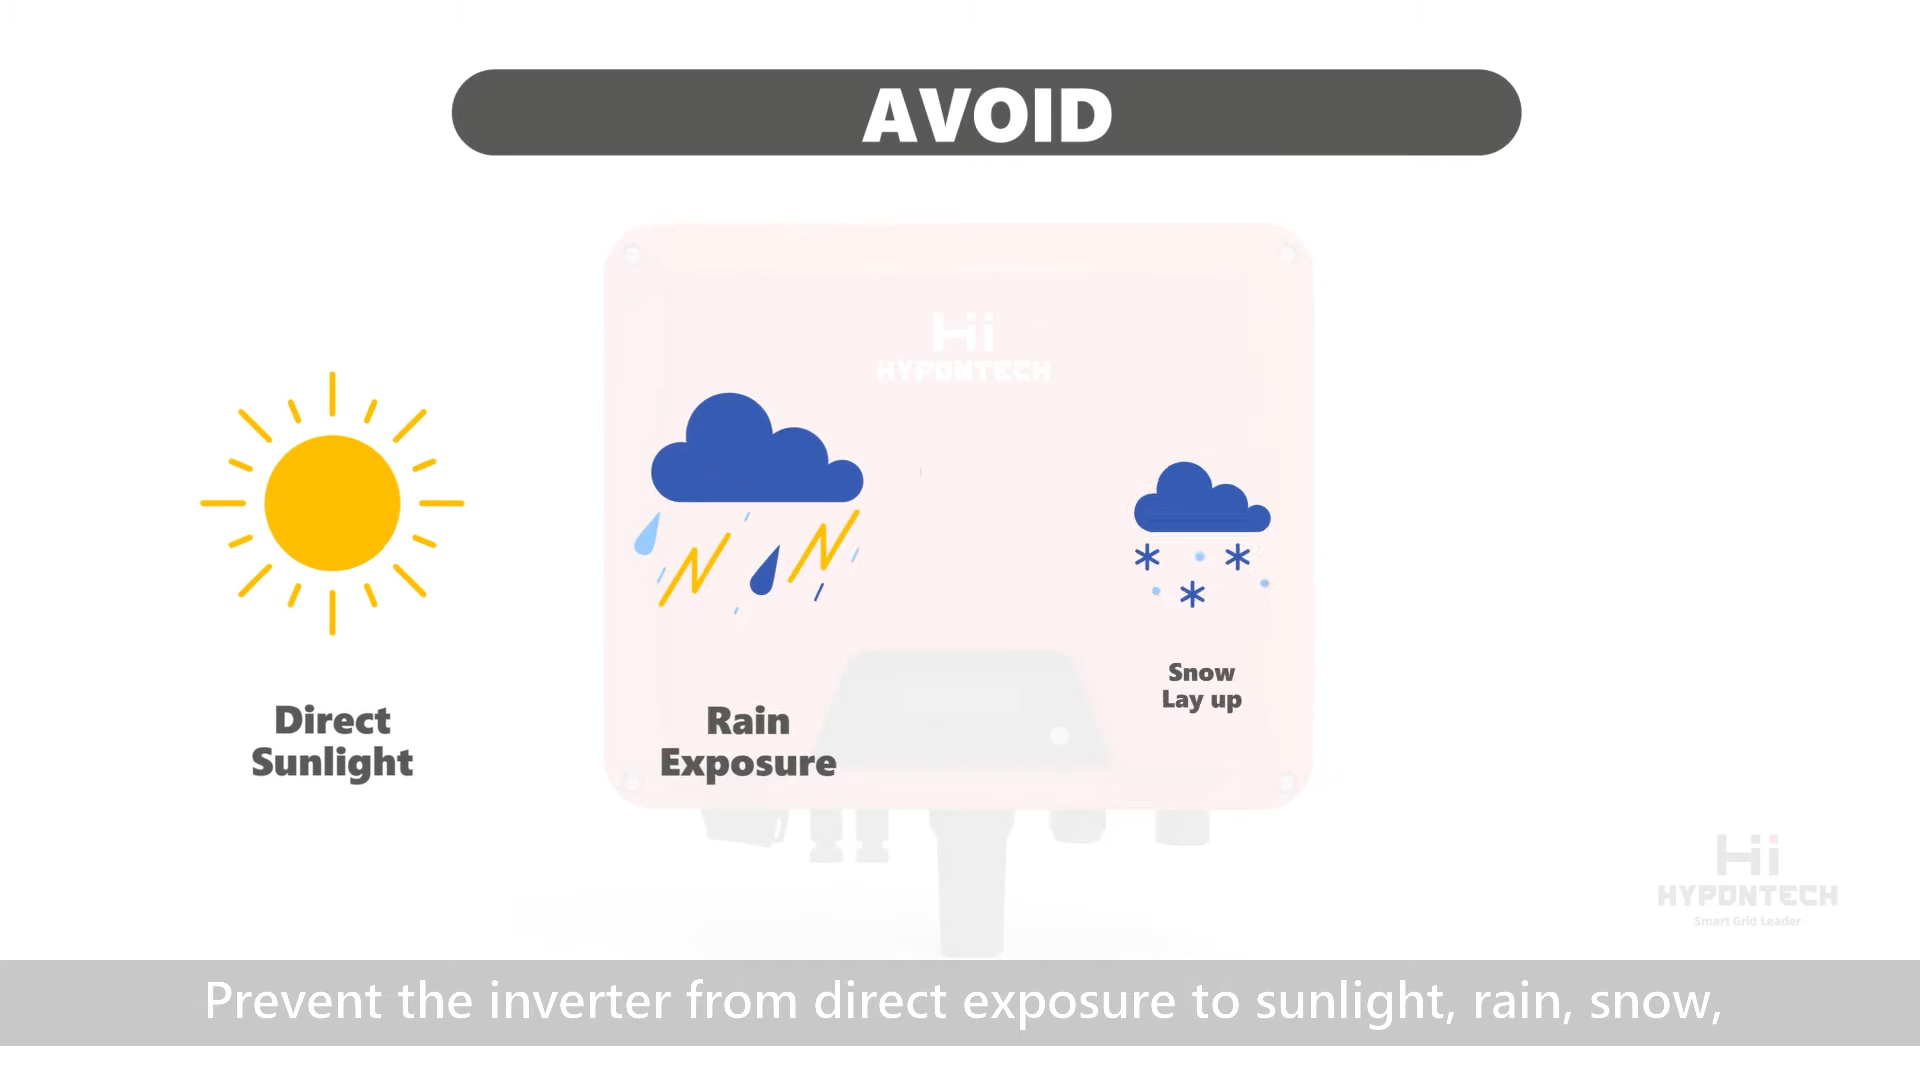 AVOID
Hi
HYPONTECH
Direct
Sunlight
Rain
Exposure
Snow
Lay up
Hi
HYPONTECH
Smart Grid Leader
Prevent the inverter from direct exposure to sunlight, rain, snow,